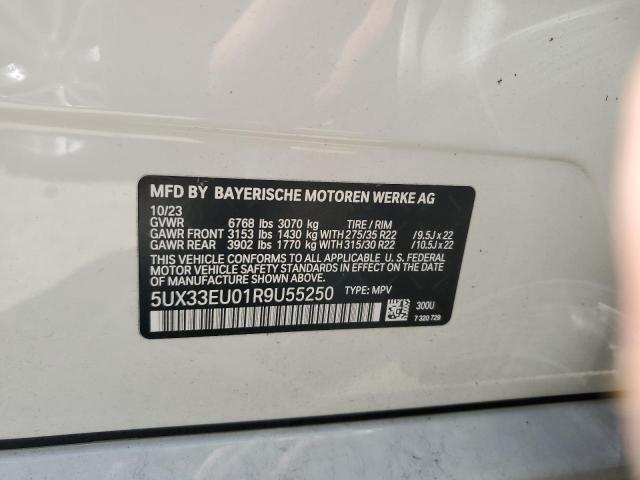 MFD BY BAYERISCHE MOTOREN WERKE AG
10/23
GVWR 6768 lbs 3070 kg TIRE / RIM
GAWR FRONT 3153 lbs 1430 kg WITH 275/35 R22 /9.5J x 22
GAWR REAR 3902 lbs 1770 kg WITH 315/30 R22 /10.5J x 22
THIS VEHICLE CONFORMS TO ALL APPLICABLE U. S. FEDERAL
MOTOR VEHICLE SAFETY STANDARDS IN EFFECT ON THE DATE
OF MANUFACTURE SHOWN ABOVE.
5UX33EU01R9U55250 TYPE: MPV
300U
7 320 729